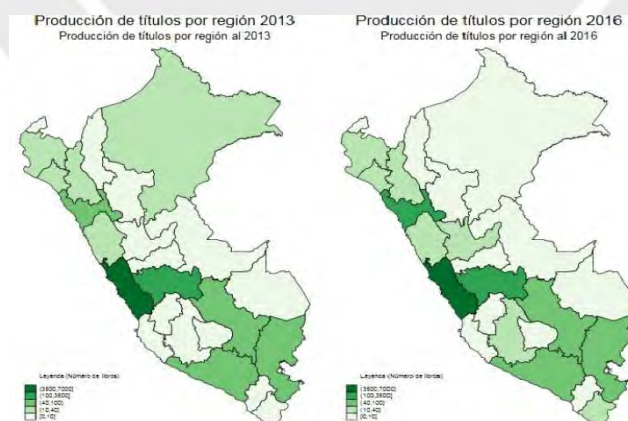 Producción de títulos por región 2013
Producción de títulos por región al 2013
Leyenda (Número de libros)
(3600,7000]
(100,3600]
(40,100]
(10,40]
[0,10]
Producción de títulos por región 2016
Producción de títulos por región al 2016
Leyenda (Número de libros)
(3600,7000]
(100,3600]
(40,100]
(10,40]
[0,10]